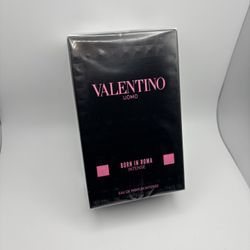 VALENTINO
UOMO
BORN IN ROMA
INTENSE
EAU DE PARFUM INTENSE